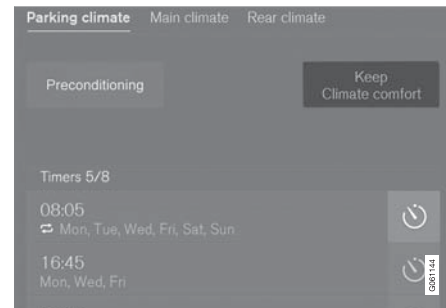 Parking climate Main climate Rear climate
Preconditioning
Keep
Climate comfort
Timers 5/8
08:05
Mon, Tue, Wed, Fri, Sat, Sun
16:45
Mon, Wed, Fri
G061144